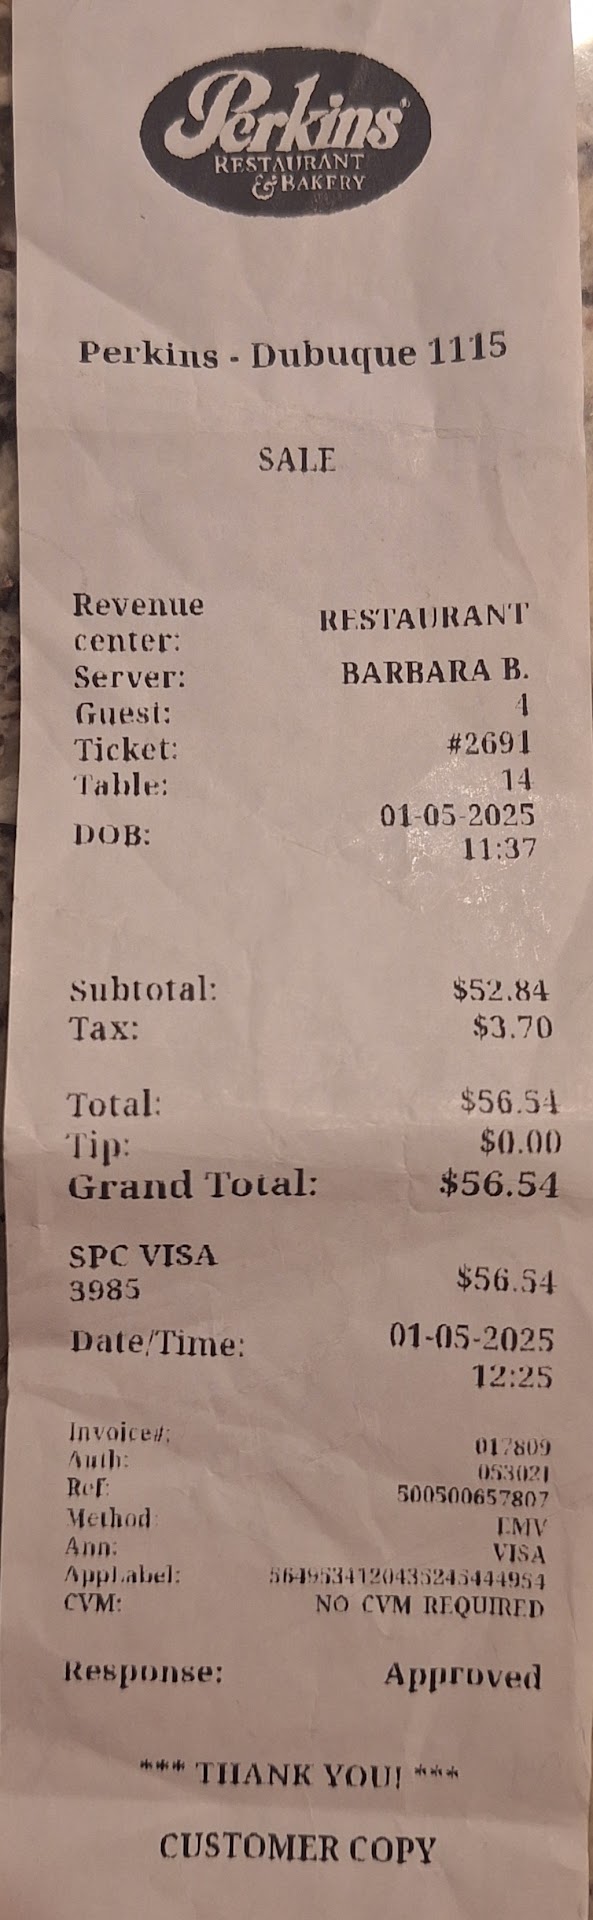 Perkins®
RESTAURANT
& BAKERY
Perkins - Dubuque 1115
SALE
Revenue center: RESTAURANT
Server: BARBARA B.
Guest: 4
Ticket: #2691
Table: 14
DOB: 01-05-2025 11:37
Subtotal: $52.84
Tax: $3.70
Total: $56.54
Tip: $0.00
Grand Total: $56.54
SPC VISA 3985 $56.54
Date/Time: 01-05-2025 12:25
Invoice#: 017809
Auth: 053021
Ref: 500500657807
Method: EMV
Ann: VISA
AppLabel: 56495341204352454444954
CVM: NO CVM REQUIRED
Response: Approved
*** THANK YOU! ***
CUSTOMER COPY